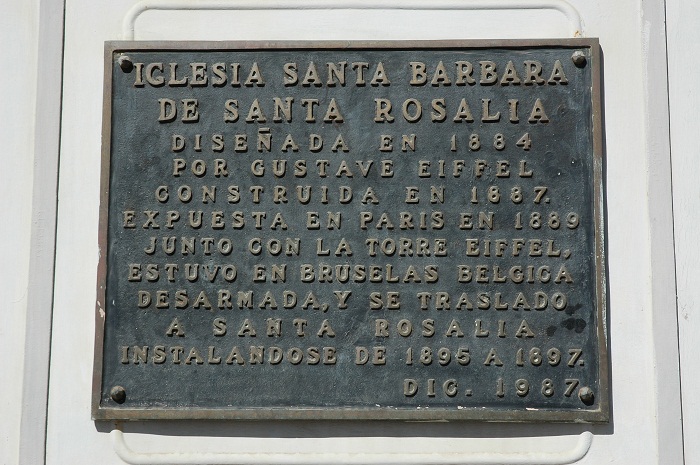 IGLESIA SANTA BARBARA
DE SANTA ROSALIA
DISEÑADA EN 1884
POR GUSTAVE EIFFEL
CONSTRUIDA EN 1887.
EXPUESTA EN PARIS EN 1889
JUNTO CON LA TORRE EIFFEL,
ESTUVO EN BRUSELAS BELGICA
DESARMADA, Y SE TRASLADO
A SANTA ROSALIA
INSTALANDOSE DE 1895 A 1897.
DIC. 1987